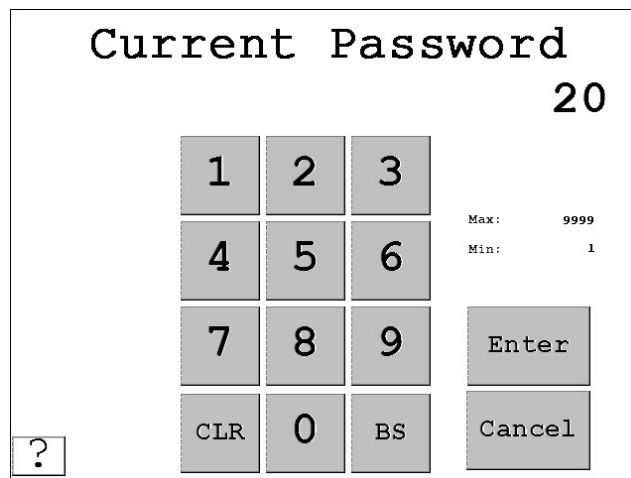 Current Password
20
1 2 3
Max: 9999
4 5 6
Min: 1
7 8 9
Enter
CLR 0 BS
Cancel
?